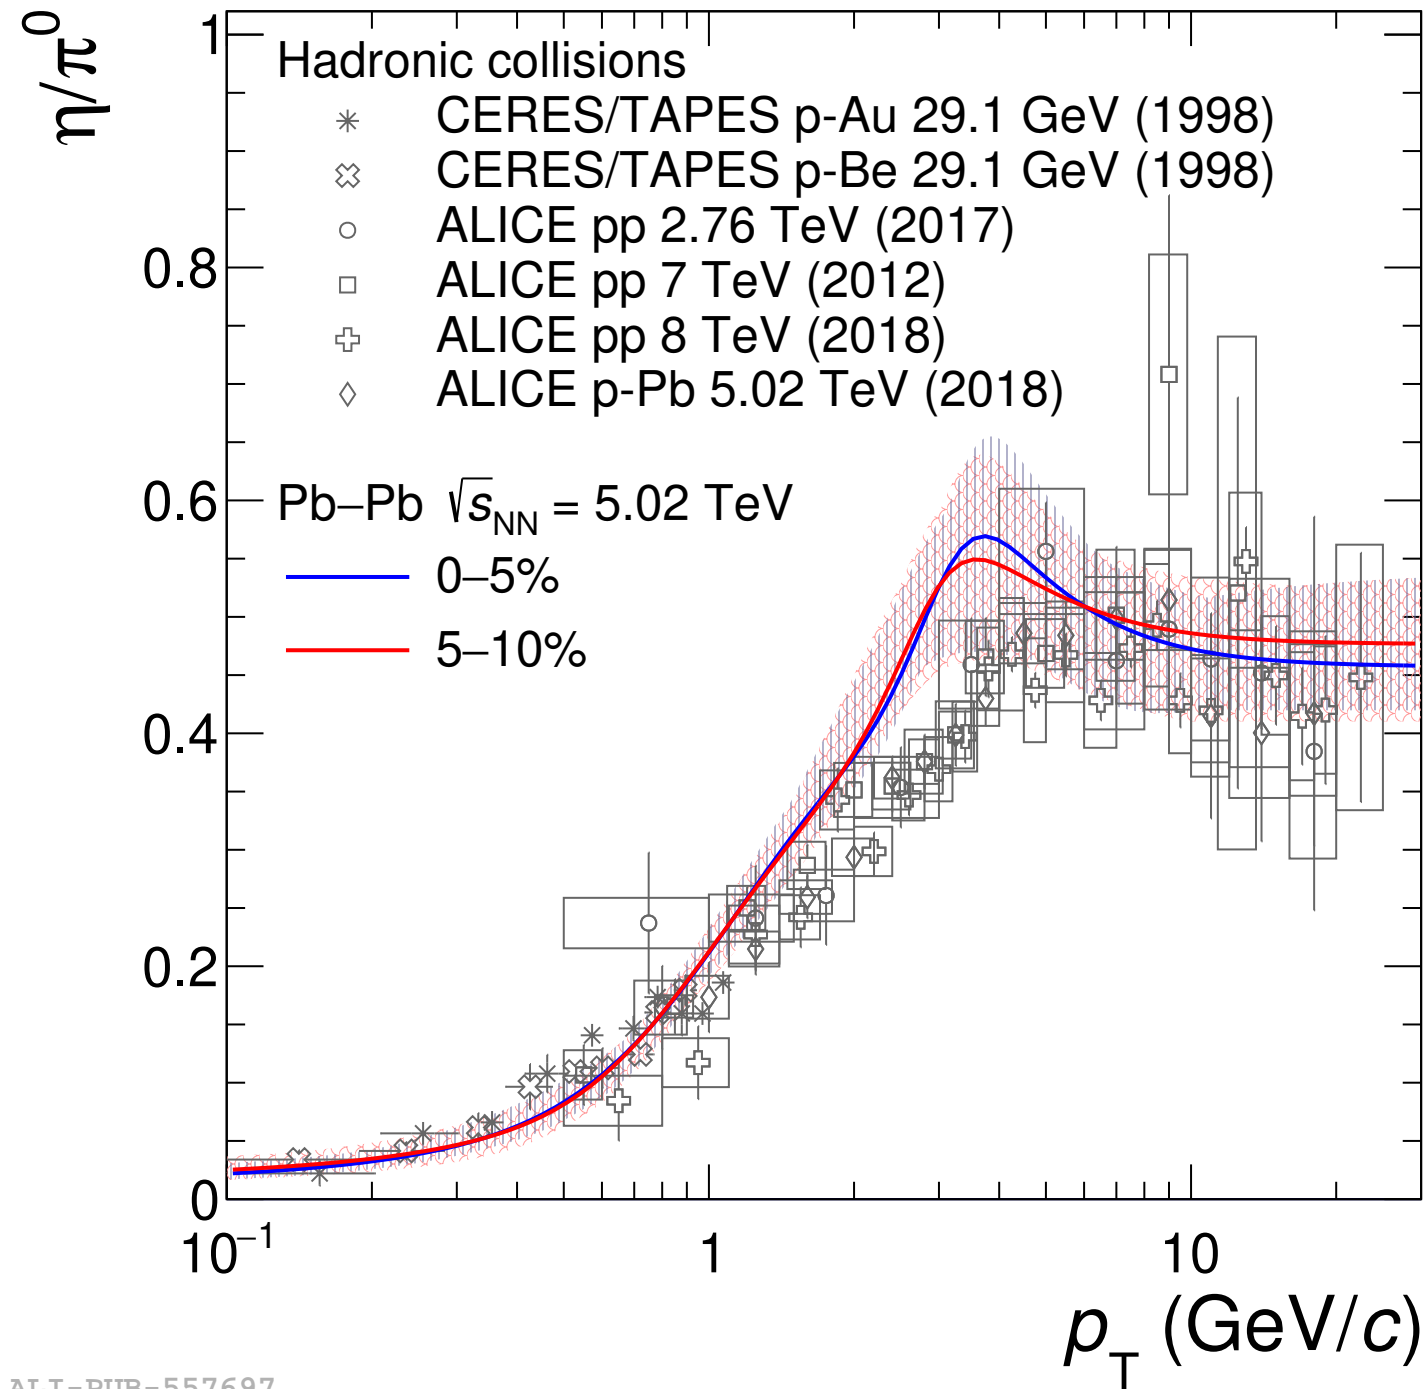 η/π⁰
1
0.8
0.6
0.4
0.2
0
Hadronic collisions
CERES/TAPES p-Au 29.1 GeV (1998)
CERES/TAPES p-Be 29.1 GeV (1998)
ALICE pp 2.76 TeV (2017)
ALICE pp 7 TeV (2012)
ALICE pp 8 TeV (2018)
ALICE p-Pb 5.02 TeV (2018)
Pb–Pb √sNN = 5.02 TeV
0–5%
5–10%
10⁻¹ 1 10
pT (GeV/c)
ALI-PUB-557697